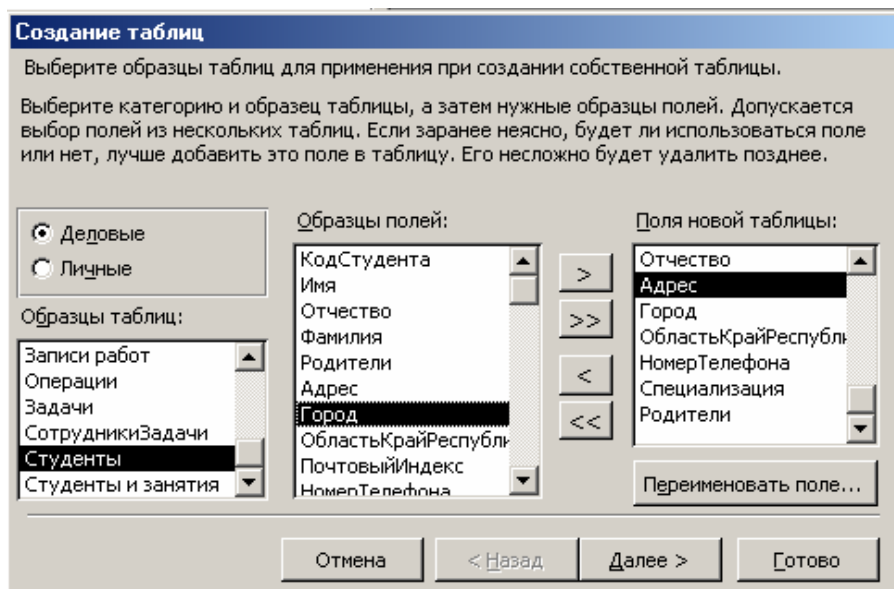 Создание таблиц
Выберите образцы таблиц для применения при создании собственной таблицы.
Выберите категорию и образец таблицы, а затем нужные образцы полей. Допускается
выбор полей из нескольких таблиц. Если заранее неясно, будет ли использоваться поле
или нет, лучше добавить это поле в таблицу. Его несложно будет удалить позднее.
Деловые
Личные
Образцы таблиц:
Записи работ
Операции
Задачи
СотрудникиЗадачи
Студенты
Студенты и занятия
Образцы полей:
КодСтудента
Имя
Отчество
Фамилия
Родители
Адрес
Город
ОбластьКрайРеспубли
ПочтовыйИндекс
НомерТелефона
>
>>
<
<<
Поля новой таблицы:
Отчество
Адрес
Город
ОбластьКрайРеспубли
НомерТелефона
Специализация
Родители
Переименовать поле...
Отмена
< Назад
Далее >
Готово